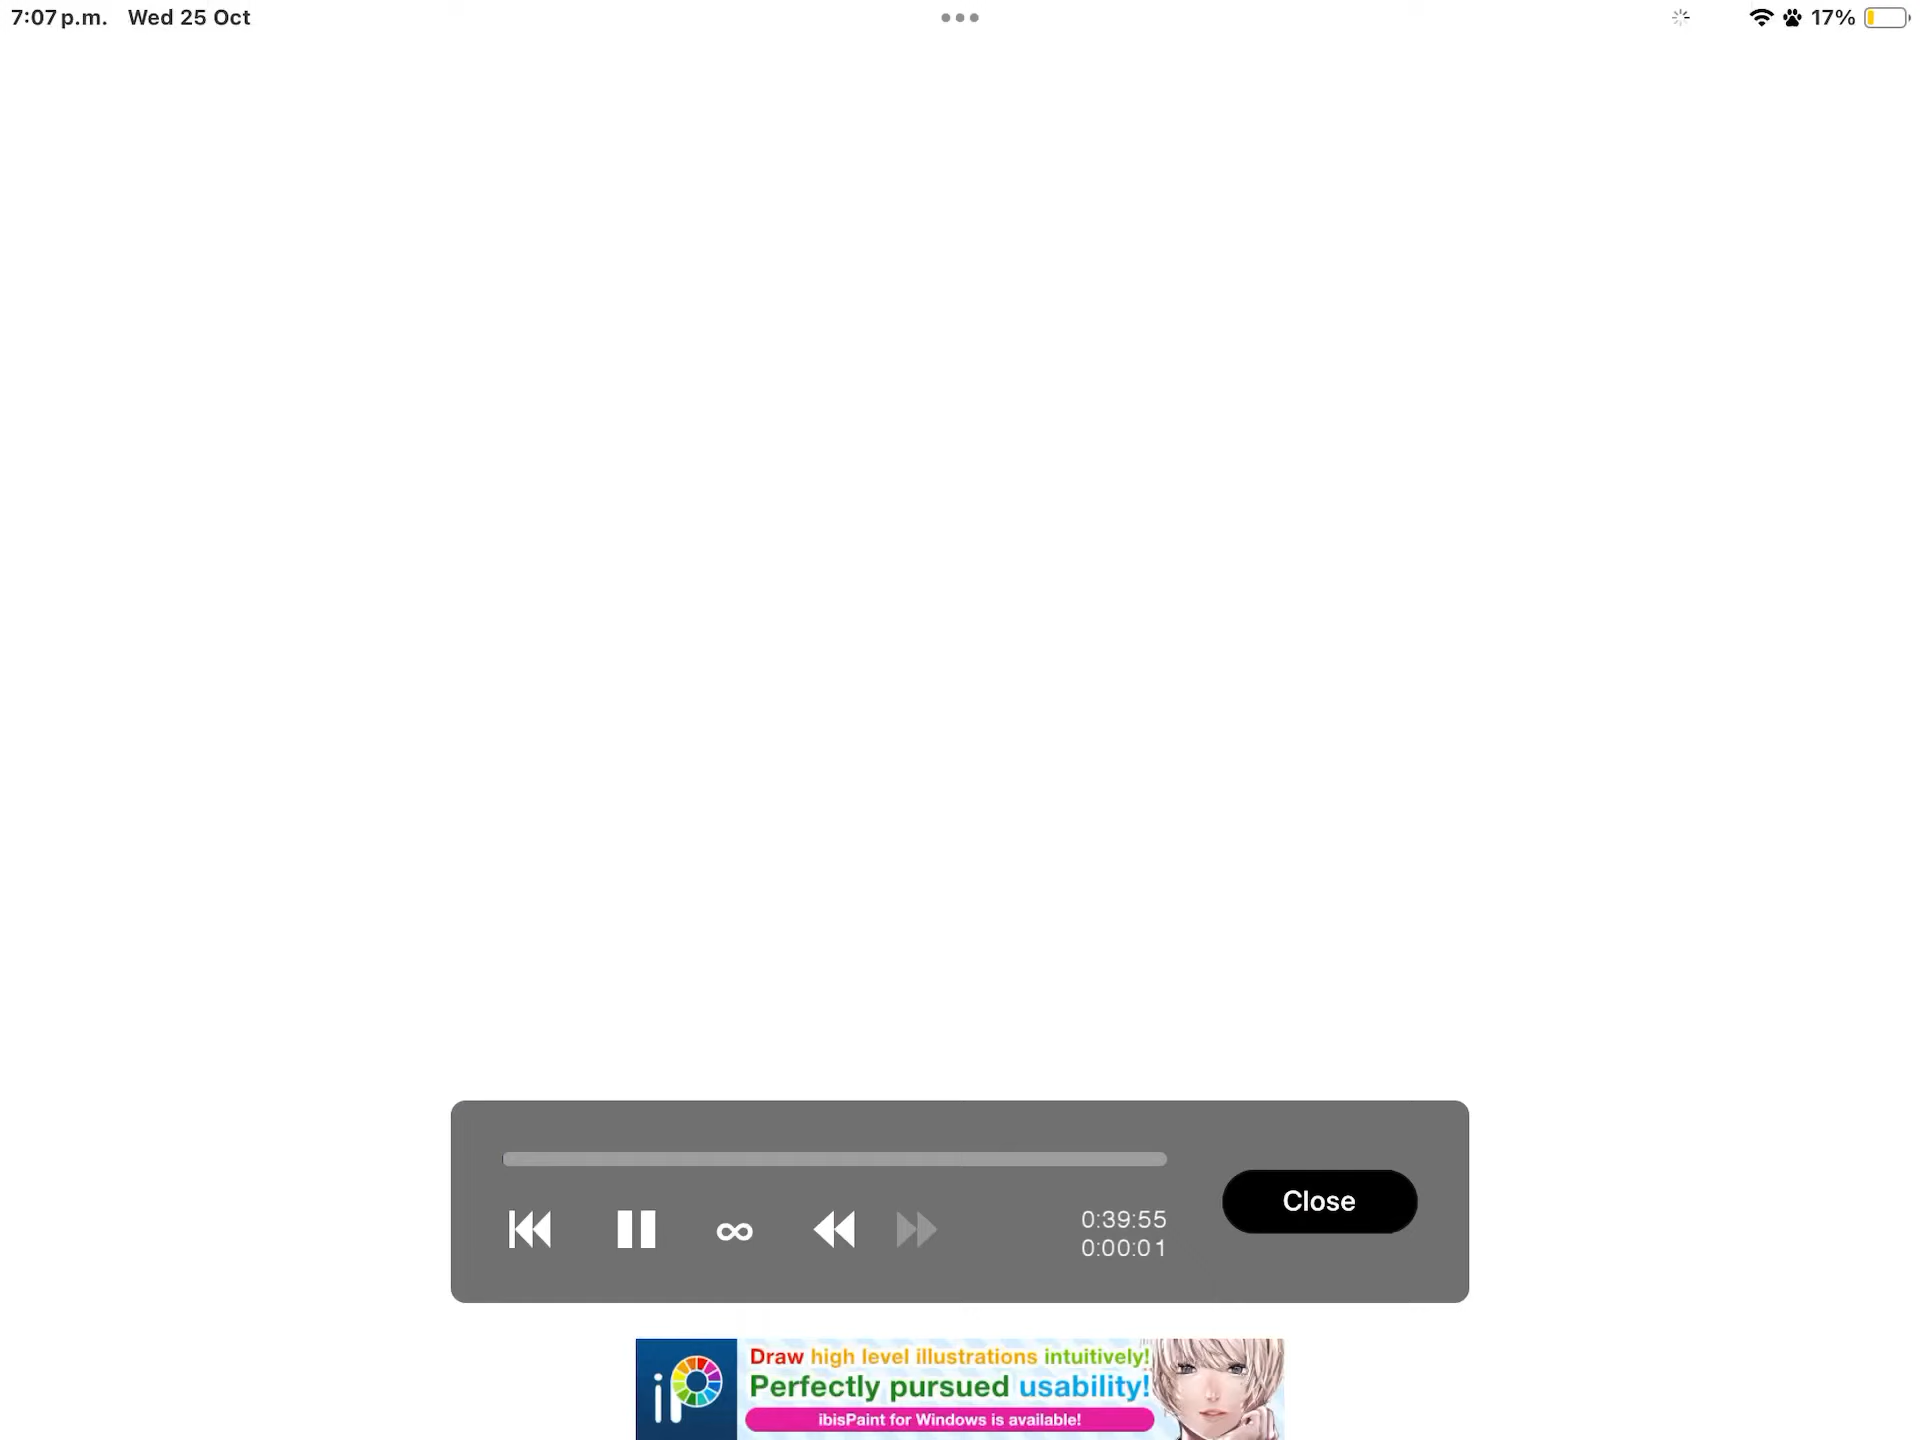 7:07 p.m. Wed 25 Oct
17%
0:39:55
0:00:01
Close
iP
Draw high level illustrations intuitively!
Perfectly pursued usability!
ibisPaint for Windows is available!